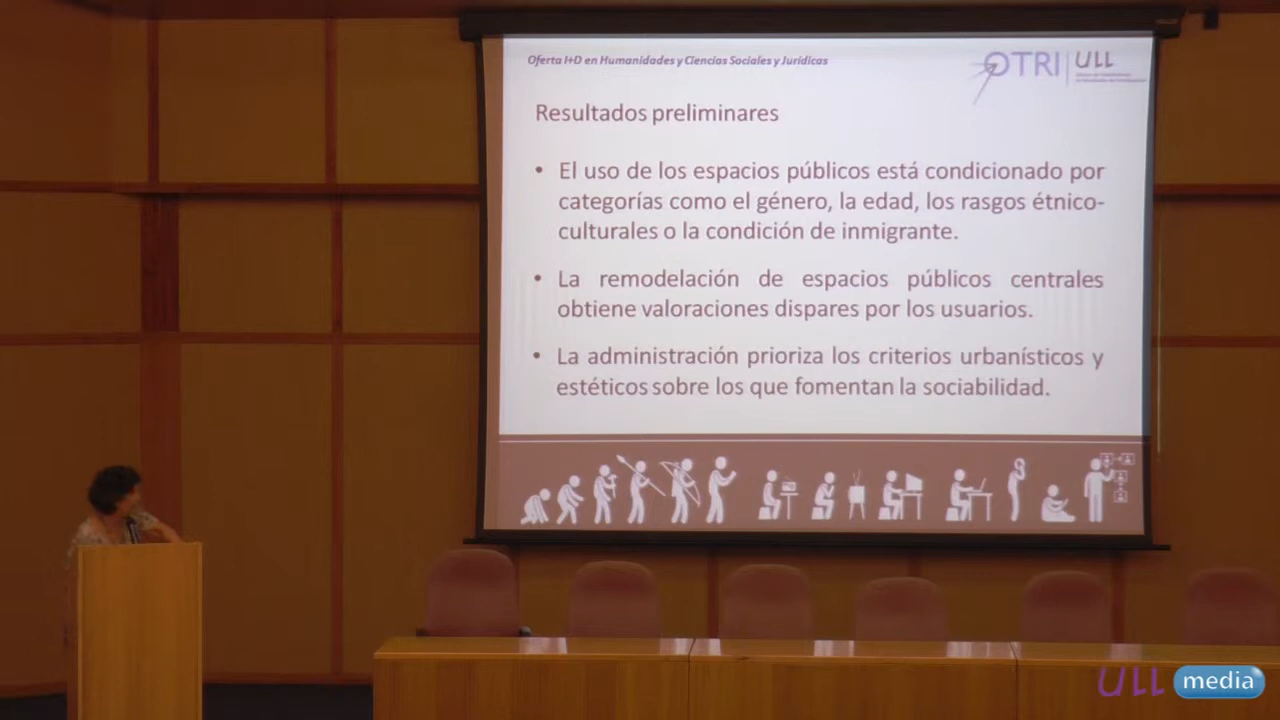 Oferta I+D en Humanidades y Ciencias Sociales y Jurídicas
OTRI ULL
Resultados preliminares
• El uso de los espacios públicos está condicionado por
categorías como el género, la edad, los rasgos étnico-
culturales o la condición de inmigrante.
• La remodelación de espacios públicos centrales
obtiene valoraciones dispares por los usuarios.
• La administración prioriza los criterios urbanísticos y
estéticos sobre los que fomentan la sociabilidad.
ULL media